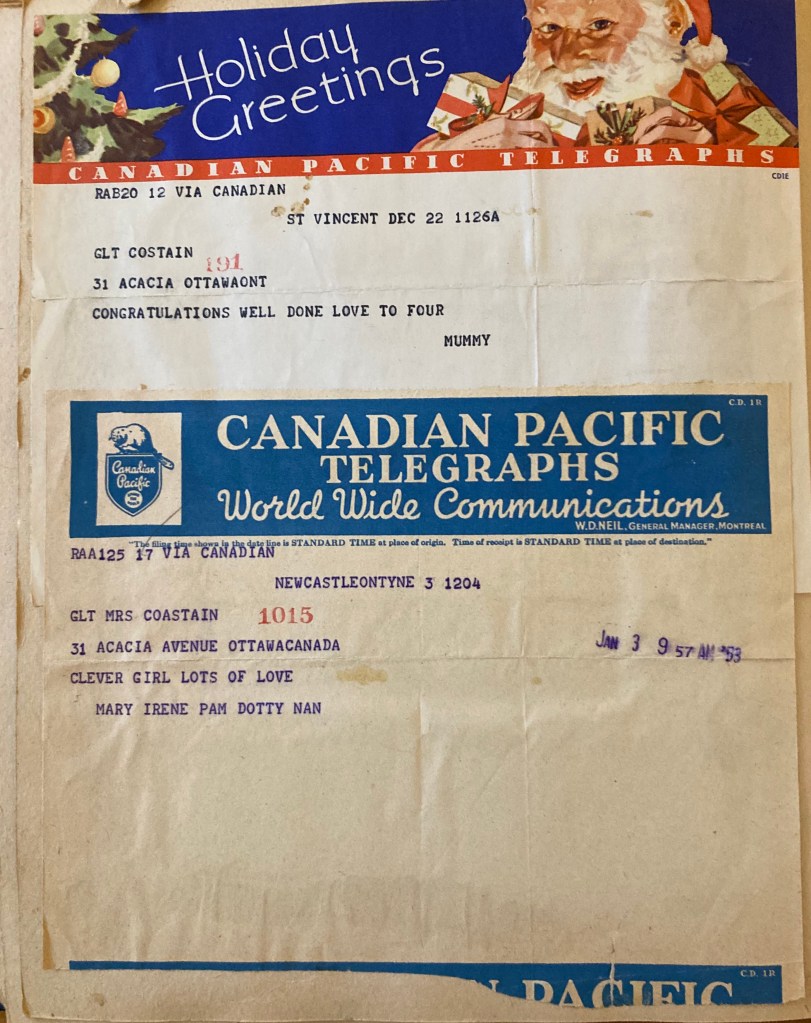 Holiday
Greetings
CANADIAN PACIFIC TELEGRAPHS
CD1E
RAB20 12 VIA CANADIAN
ST VINCENT DEC 22 1126A
GLT COSTAIN 191
31 ACACIA OTTAWAONT
CONGRATULATIONS WELL DONE LOVE TO FOUR
MUMMY
C.D. 1R
Canadian
Pacific
CANADIAN PACIFIC
TELEGRAPHS
World Wide Communications
W.D.NEIL, GENERAL MANAGER, MONTREAL
"The filing time shown in the date line is STANDARD TIME at place of origin. Time of receipt is STANDARD TIME at place of destination."
RAA125 17 VIA CANADIAN
NEWCASTLEONTYNE 3 1204
GLT MRS COASTAIN 1015
31 ACACIA AVENUE OTTAWACANADA
JAN 3 9 57 AM '53
CLEVER GIRL LOTS OF LOVE
MARY IRENE PAM DOTTY NAN
C.D. 1R
N PACIFIC